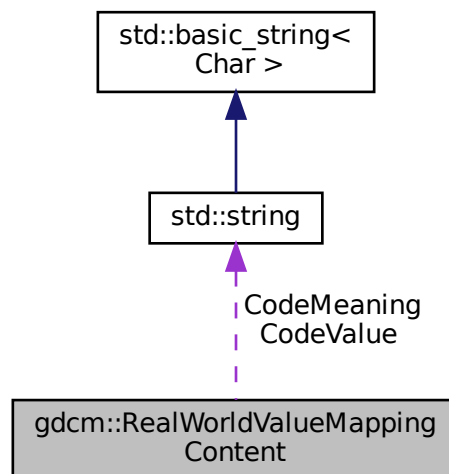 std::basic_string<
Char >
std::string
CodeMeaning
CodeValue
gdcm::RealWorldValueMapping
Content